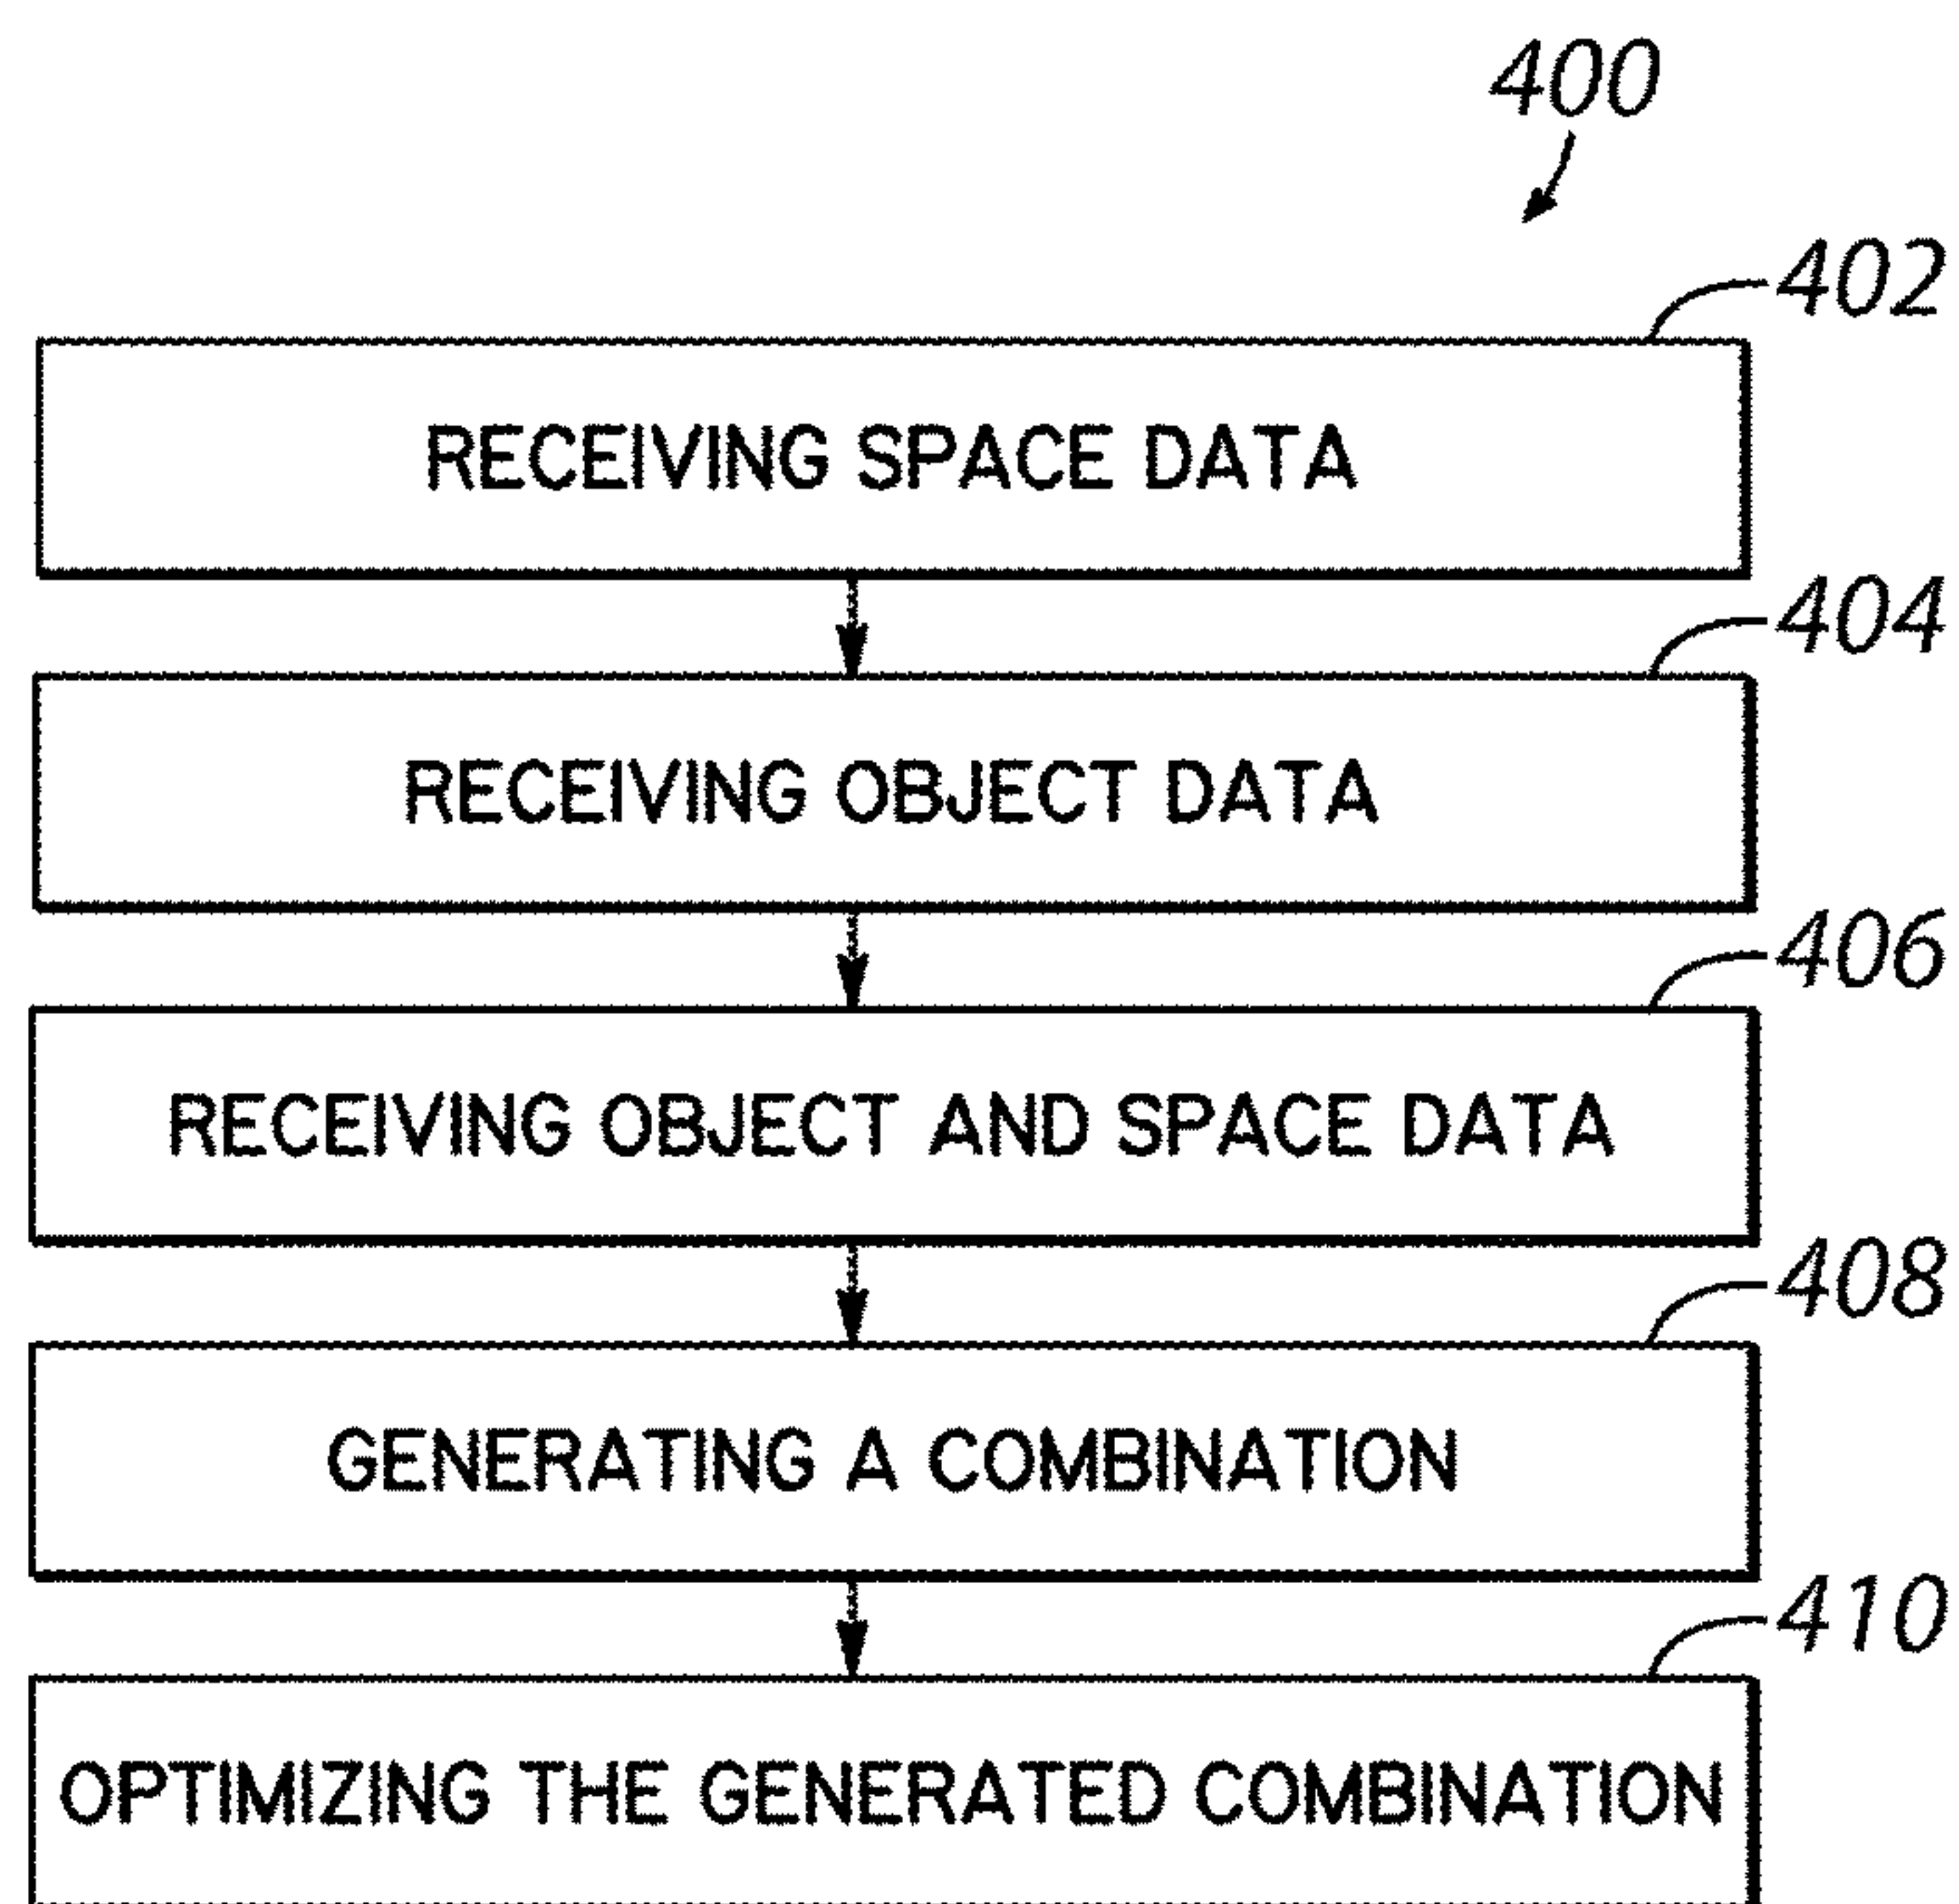 400
402
RECEIVING SPACE DATA
404
RECEIVING OBJECT DATA
406
RECEIVING OBJECT AND SPACE DATA
408
GENERATING A COMBINATION
410
OPTIMIZING THE GENERATED COMBINATION